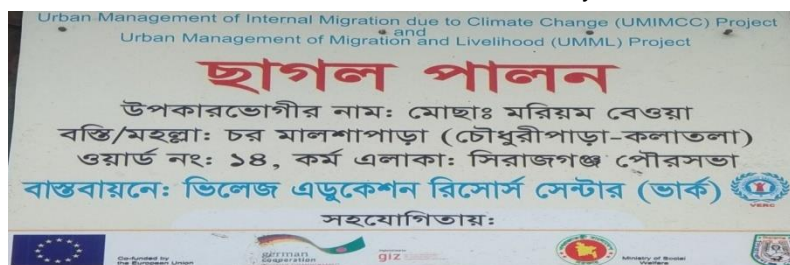 Urban Management of Internal Migration due to Climate Change (UMIMCC) Project
and
Urban Management of Migration and Livelihood (UMML) Project
ছাগল পালন
উপকারভোগীর নাম: মোছাঃ মরিয়ম বেওয়া
বস্তি/মহল্লা: চর মালশাপাড়া (চৌধুরীপাড়া-কলাতলা)
ওয়ার্ড নং: ১৪, কর্ম এলাকা: সিরাজগঞ্জ পৌরসভা
বাস্তবায়নে: ভিলেজ এডুকেশন রিসোর্স সেন্টার (ভার্ক)
VERC
সহযোগিতায়:
Co-funded by
the European Union
german
cooperation
giz
Ministry of Social
Welfare